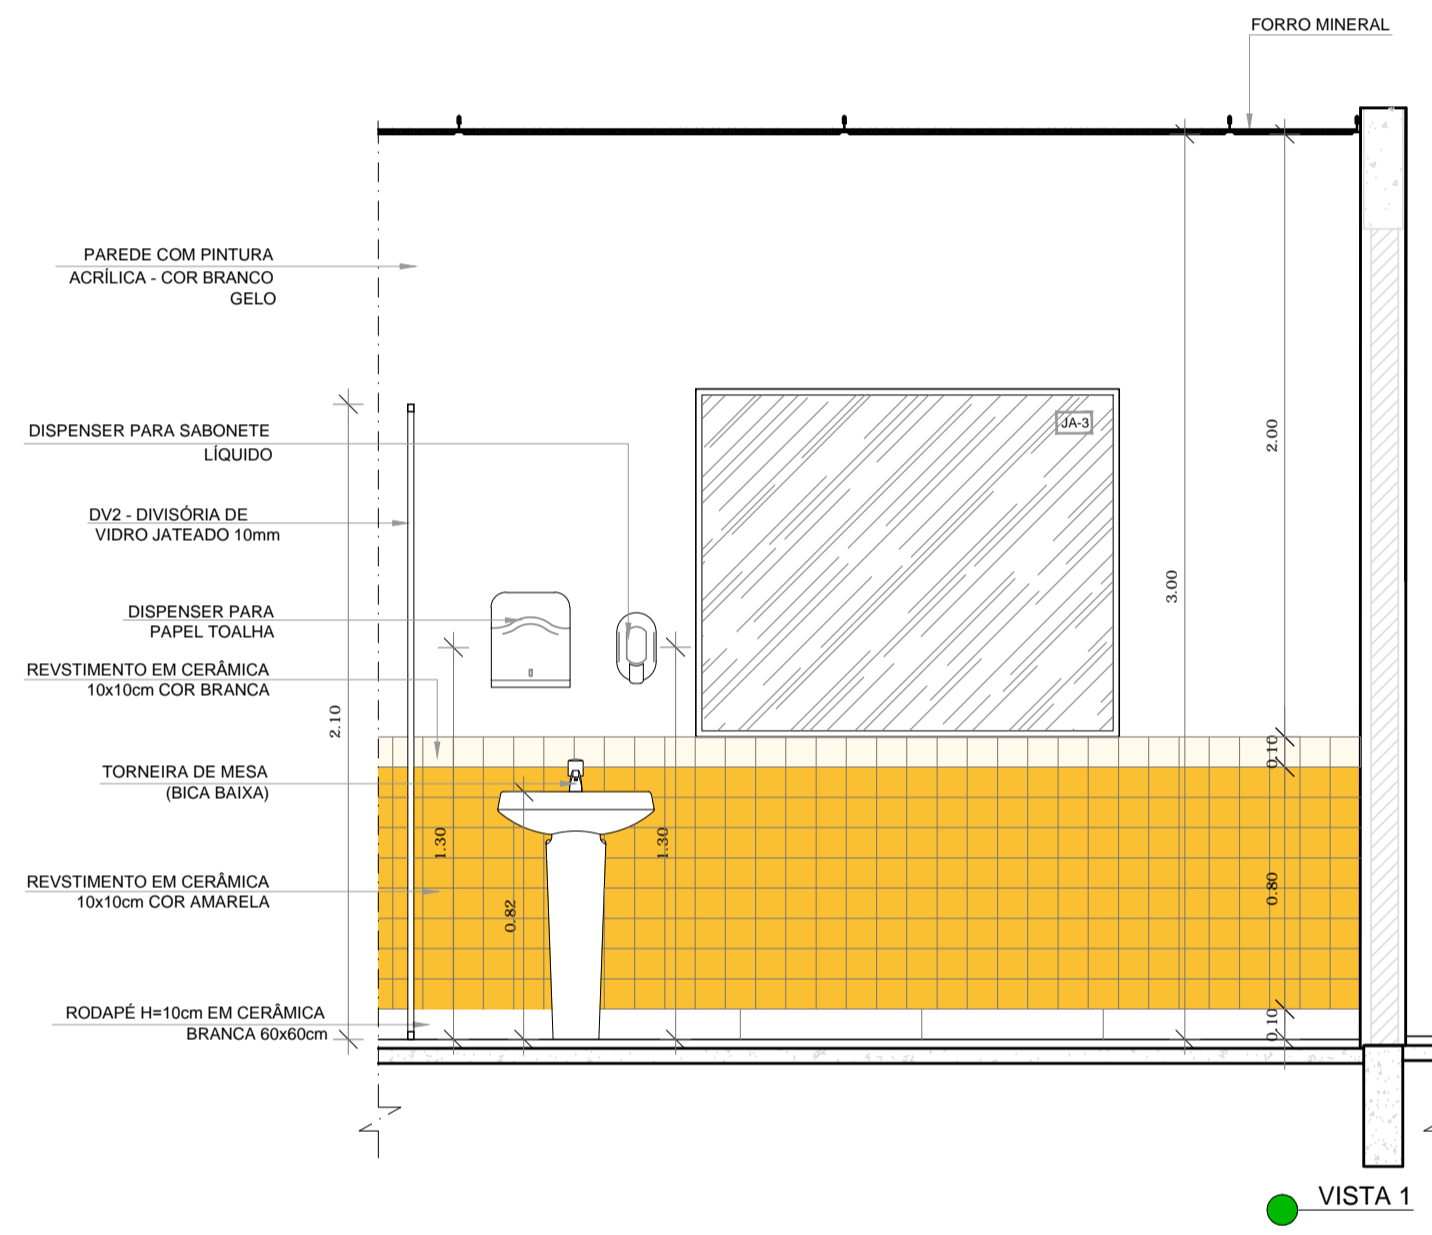 FORRO MINERAL
PAREDE COM PINTURA
ACRÍLICA - COR BRANCO
GELO
DISPENSER PARA SABONETE
LÍQUIDO
JA-3
2.00
DV2 - DIVISÓRIA DE
VIDRO JATEADO 10mm
3.00
DISPENSER PARA
PAPEL TOALHA
REVSTIMENTO EM CERÂMICA
10x10cm COR BRANCA
2.10
0.10
TORNEIRA DE MESA
(BICA BAIXA)
1.30
1.30
REVSTIMENTO EM CERÂMICA
10x10cm COR AMARELA
0.82
0.80
RODAPÉ H=10cm EM CERÂMICA
BRANCA 60x60cm
0.10
VISTA 1